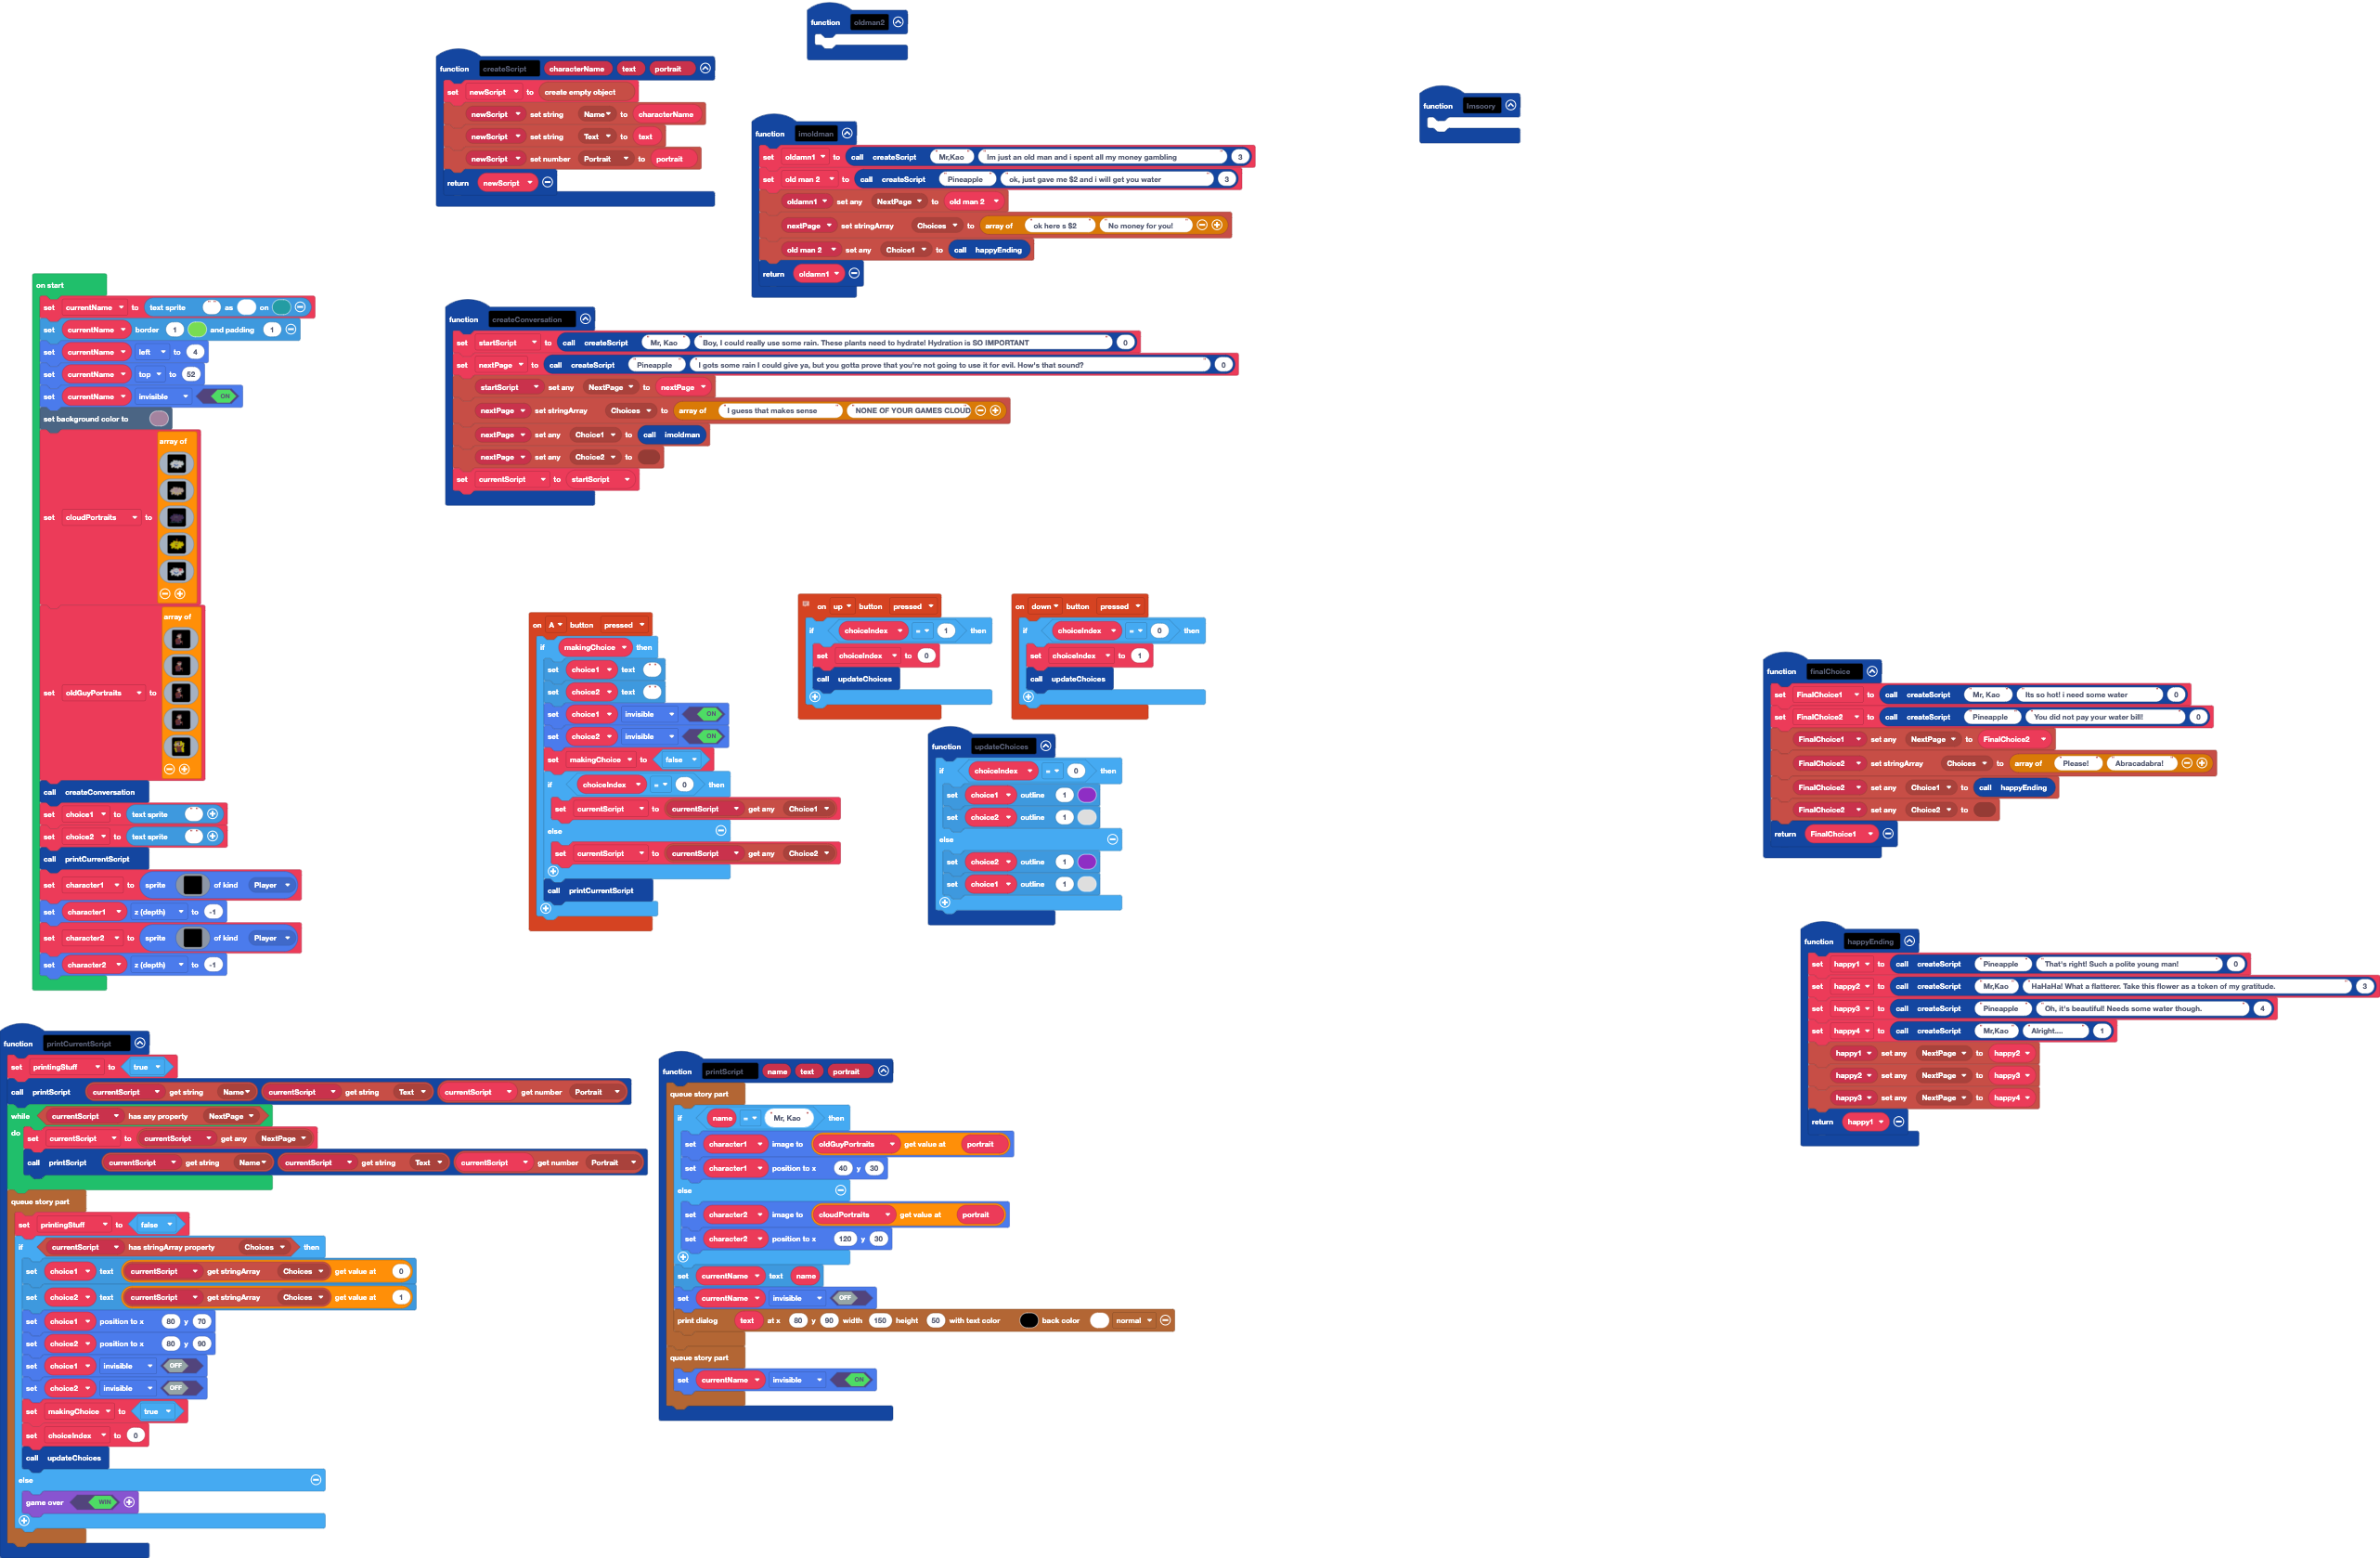 function oldman2
function createScript characterName text portrait
set newScript to create empty object
newScript set string Name to characterName
newScript set string Text to text
newScript set number Portrait to portrait
return newScript
function Imsoory
function imoldman
set oldamn1 to call createScript Mr,Kao Im just an old man and i spent all my money gambling 3
set old man 2 to call createScript Pineapple ok, just gave me $2 and i will get you water 3
oldamn1 set any NextPage to old man 2
nextPage set stringArray Choices to array of ok here s $2 No money for you!
old man 2 set any Choice1 to call happyEnding
return oldamn1
on start
set currentName to text sprite " " as on
set currentName border 1 and padding 1
set currentName left to 4
set currentName top to 52
set currentName invisible ON
set background color to
set cloudPortraits to array of
set oldGuyPortraits to array of
call createConversation
set choice1 to text sprite " "
set choice2 to text sprite " "
call printCurrentScript
set character1 to sprite of kind Player
set character1 z (depth) to -1
set character2 to sprite of kind Player
set character2 z (depth) to -1
function createConversation
set startScript to call createScript Mr, Kao Boy, I could really use some rain. These plants need to hydrate! Hydration is SO IMPORTANT 0
set nextPage to call createScript Pineapple I gots some rain I could give ya, but you gotta prove that you're not going to use it for evil. How's that sound? 0
startScript set any NextPage to nextPage
nextPage set stringArray Choices to array of I guess that makes sense NONE OF YOUR GAMES CLOUD
nextPage set any Choice1 to call imoldman
nextPage set any Choice2 to
set currentScript to startScript
on A button pressed
if makingChoice then
set choice1 text " "
set choice2 text " "
set choice1 invisible ON
set choice2 invisible ON
set makingChoice to false
if choiceIndex = 0 then
set currentScript to currentScript get any Choice1
else
set currentScript to currentScript get any Choice2
call printCurrentScript
on up button pressed
if choiceIndex = 1 then
set choiceIndex to 0
call updateChoices
on down button pressed
if choiceIndex = 0 then
set choiceIndex to 1
call updateChoices
function updateChoices
if choiceIndex = 0 then
set choice1 outline 1
set choice2 outline 1
else
set choice2 outline 1
set choice1 outline 1
function finalChoice
set FinalChoice1 to call createScript Mr, Kao Its so hot! i need some water 0
set FinalChoice2 to call createScript Pineapple You did not pay your water bill! 0
FinalChoice1 set any NextPage to FinalChoice2
FinalChoice2 set stringArray Choices to array of Please! Abracadabra!
FinalChoice2 set any Choice1 to call happyEnding
FinalChoice2 set any Choice2 to
return FinalChoice1
function happyEnding
set happy1 to call createScript Pineapple That's right! Such a polite young man! 0
set happy2 to call createScript Mr,Kao HaHaHa! What a flatterer. Take this flower as a token of my gratitude. 3
set happy3 to call createScript Pineapple Oh, it's beautiful! Needs some water though. 4
set happy4 to call createScript Mr,Kao Alright.... 1
happy1 set any NextPage to happy2
happy2 set any NextPage to happy3
happy3 set any NextPage to happy4
return happy1
function printCurrentScript
set printingStuff to true
call printScript currentScript get string Name currentScript get string Text currentScript get number Portrait
while currentScript has any property NextPage
do set currentScript to currentScript get any NextPage
call printScript currentScript get string Name currentScript get string Text currentScript get number Portrait
queue story part
set printingStuff to false
if currentScript has stringArray property Choices then
set choice1 text currentScript get stringArray Choices get value at 0
set choice2 text currentScript get stringArray Choices get value at 1
set choice1 position to x 80 y 70
set choice2 position to x 80 y 90
set choice1 invisible OFF
set choice2 invisible OFF
set makingChoice to true
set choiceIndex to 0
call updateChoices
else
game over WIN
function printScript name text portrait
queue story part
if name = Mr, Kao then
set character1 image to oldGuyPortraits get value at portrait
set character1 position to x 40 y 30
else
set character2 image to cloudPortraits get value at portrait
set character2 position to x 120 y 30
set currentName text name
set currentName invisible OFF
print dialog text at x 80 y 90 width 150 height 50 with text color back color normal
queue story part
set currentName invisible ON